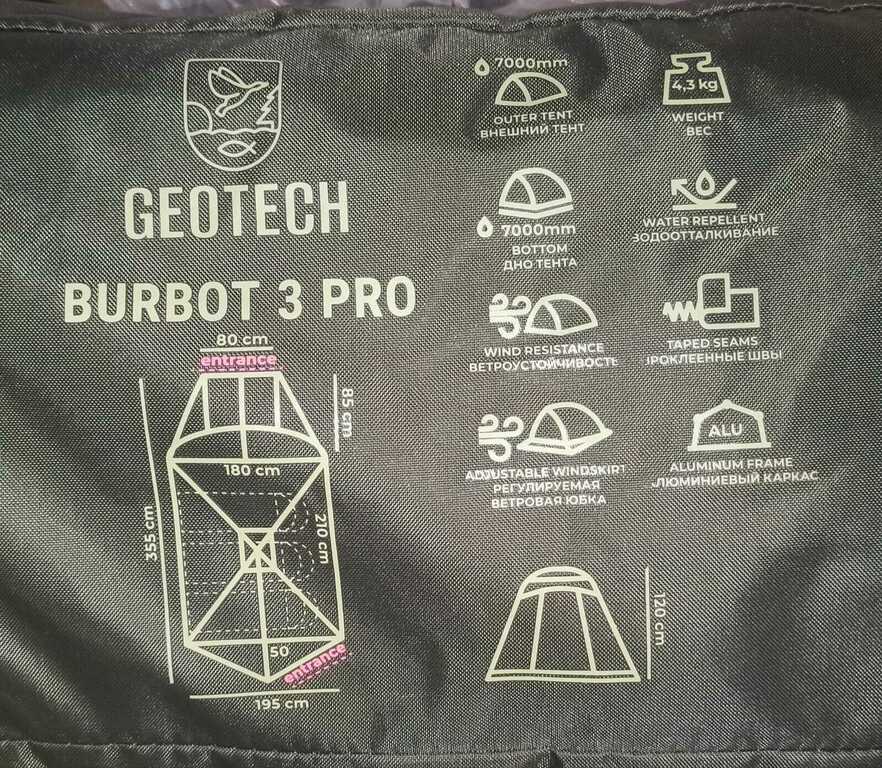 GEOTECH
BURBOT 3 PRO
80 cm
entrance
85 cm
180 cm
355 cm
210 cm
50
entrance
195 cm
7000mm
OUTER TENT
ВНЕШНИЙ ТЕНТ
4,3 kg
WEIGHT
ВЕС
7000mm
BOTTOM
ДНО ТЕНТА
WATER REPELLENT
ВОДООТТАЛКИВАНИЕ
WIND RESISTANCE
ВЕТРОУСТОЙЧИВОСТЬ
TAPED SEAMS
ПРОКЛЕЕННЫЕ ШВЫ
ADJUSTABLE WINDSKIRT
РЕГУЛИРУЕМАЯ
ВЕТРОВАЯ ЮБКА
ALU
ALUMINUM FRAME
АЛЮМИНИЕВЫЙ КАРКАС
120 cm